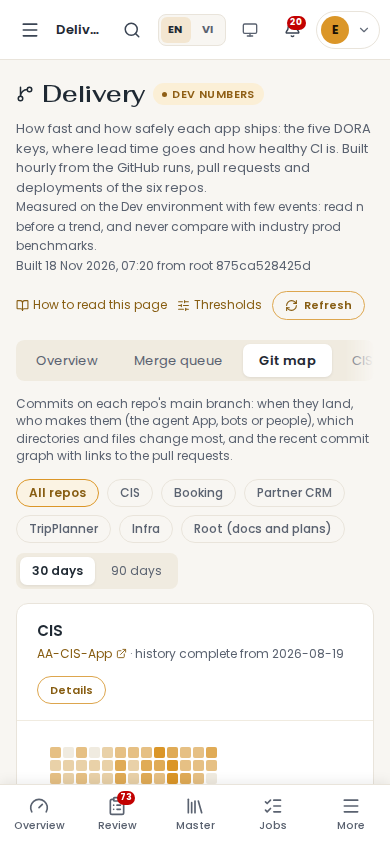 Deliv...
EN
VI
20
E
Delivery
DEV NUMBERS
How fast and how safely each app ships: the five DORA
keys, where lead time goes and how healthy CI is. Built
hourly from the GitHub runs, pull requests and
deployments of the six repos.
Measured on the Dev environment with few events: read n
before a trend, and never compare with industry prod
benchmarks.
Built 18 Nov 2026, 07:20 from root 875ca528425d
How to read this page
Thresholds
Refresh
Overview
Merge queue
Git map
CIS
Commits on each repo's main branch: when they land,
who makes them (the agent App, bots or people), which
directories and files change most, and the recent commit
graph with links to the pull requests.
All repos
CIS
Booking
Partner CRM
TripPlanner
Infra
Root (docs and plans)
30 days
90 days
CIS
AA-CIS-App · history complete from 2026-08-19
Details
73
Overview
Review
Master
Jobs
More